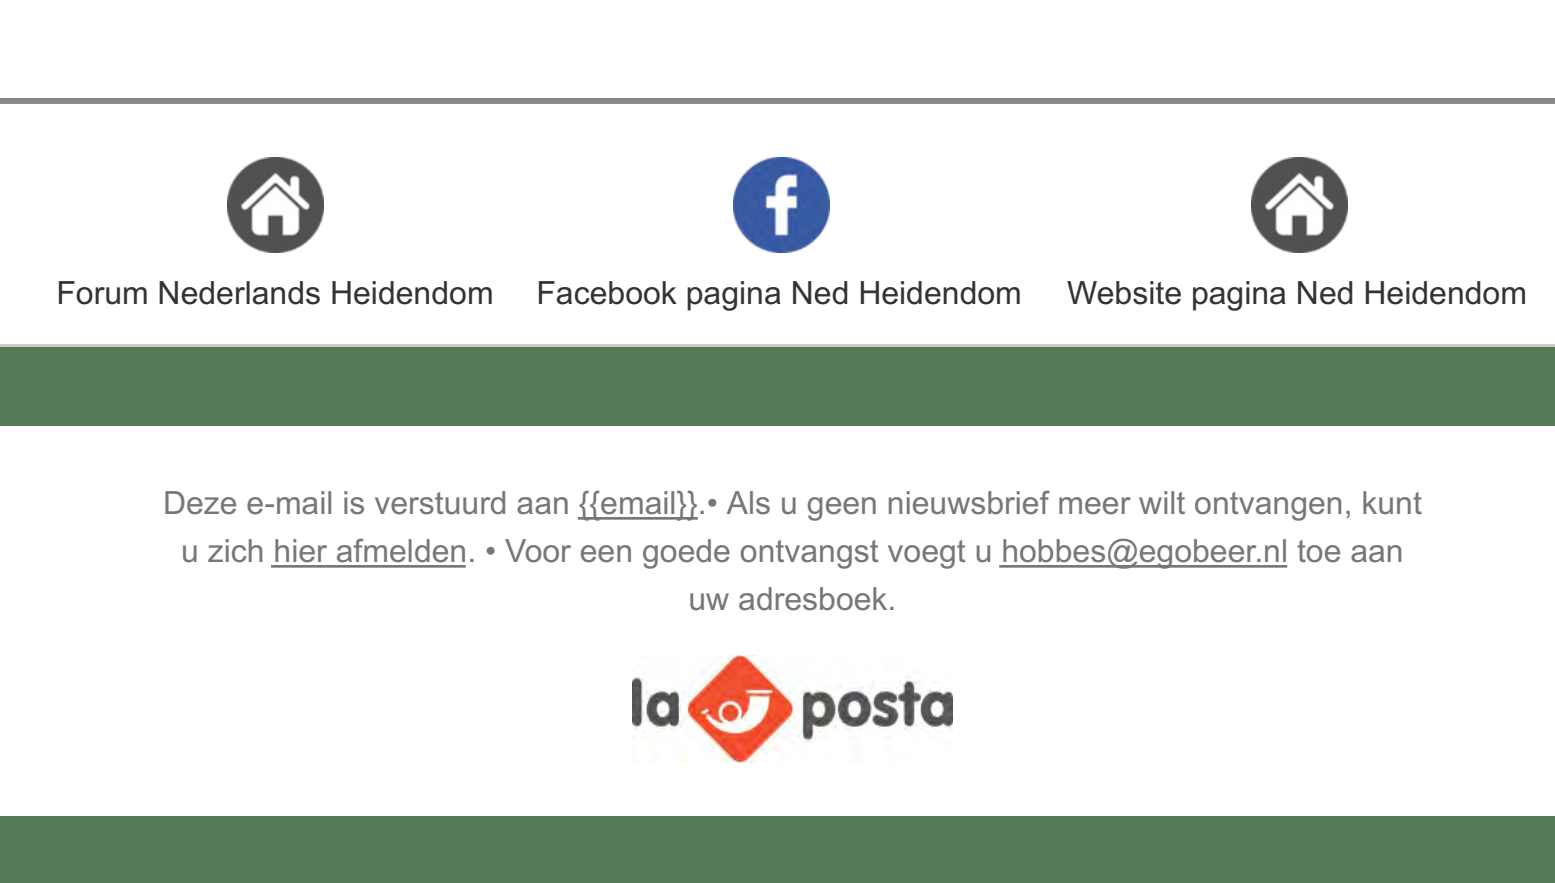 Forum Nederlands Heidendom Facebook pagina Ned Heidendom Website pagina Ned Heidendom
Deze e-mail is verstuurd aan {{email}}.• Als u geen nieuwsbrief meer wilt ontvangen, kunt
u zich hier afmelden. • Voor een goede ontvangst voegt u hobbes@egobeer.nl toe aan
uw adresboek.
la posta